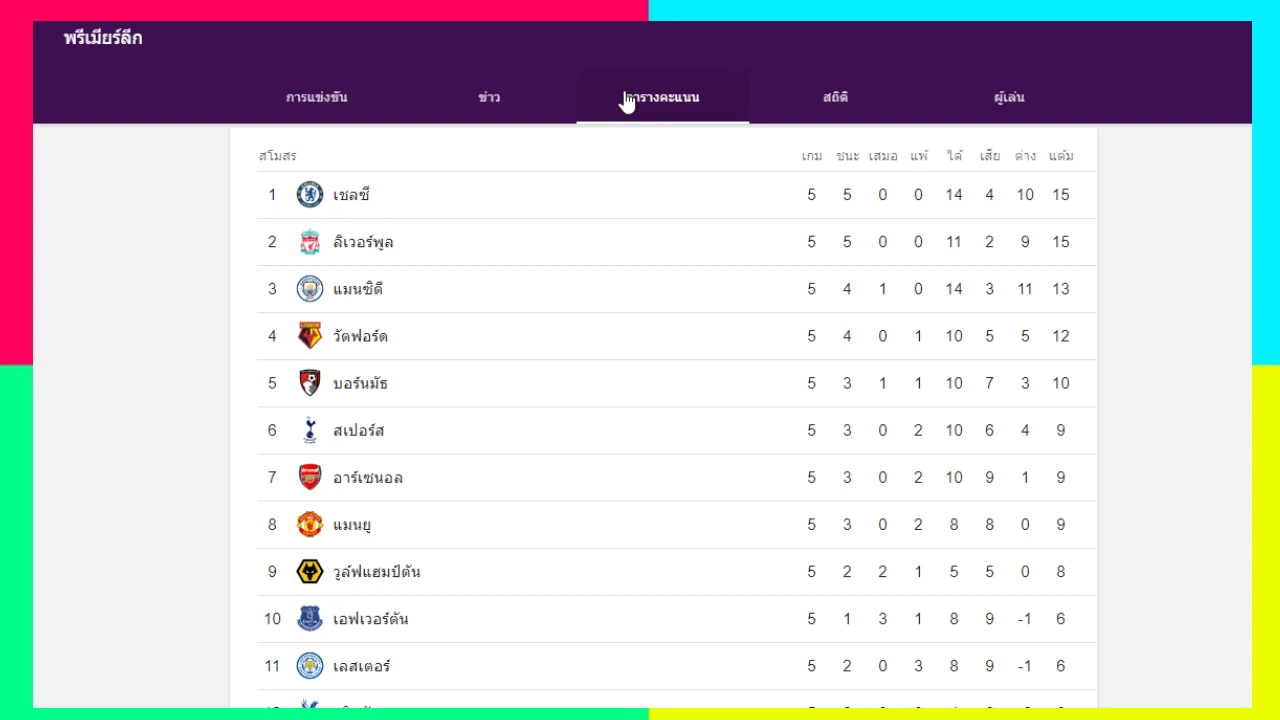 พรีเมียร์ลีก
การแข่งขัน ข่าว ตารางคะแนน สถิติ ผู้เล่น
สโมสร เกม ชนะ เสมอ แพ้ ได้ เสีย ต่าง แต้ม
1 เชลซี 5 5 0 0 14 4 10 15
2 ลิเวอร์พูล 5 5 0 0 11 2 9 15
3 แมนซิตี 5 4 1 0 14 3 11 13
4 วัตฟอร์ด 5 4 0 1 10 5 5 12
5 บอร์นมัธ 5 3 1 1 10 7 3 10
6 สเปอร์ส 5 3 0 2 10 6 4 9
7 อาร์เซนอล 5 3 0 2 10 9 1 9
8 แมนยู 5 3 0 2 8 8 0 9
9 วูล์ฟแฮมป์ตัน 5 2 2 1 5 5 0 8
10 เอฟเวอร์ตัน 5 1 3 1 8 9 -1 6
11 เลสเตอร์ 5 2 0 3 8 9 -1 6